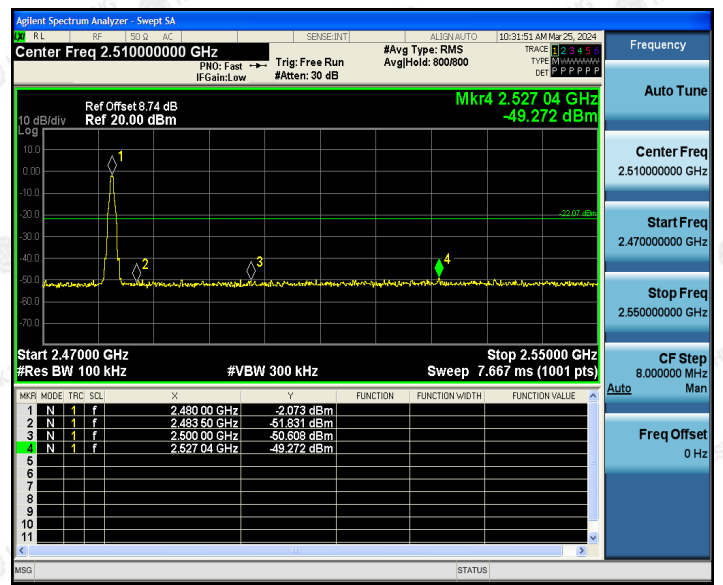 Agilent Spectrum Analyzer - Swept SA
LXI RL RF 50 Ω AC SENSE:INT ALIGN AUTO 10:31:51 AM Mar 25, 2024
Center Freq 2.510000000 GHz
PNO: Fast
IFGain:Low
Trig: Free Run
#Atten: 30 dB
#Avg Type: RMS
Avg|Hold: 800/800
TRACE 1 2 3 4 5 6
TYPE MWWWWW
DET P P P P P P
Mkr4 2.527 04 GHz
-49.272 dBm
Ref Offset 8.74 dB
10 dB/div Ref 20.00 dBm
Log
10.0
0.00
-10.0
-20.0
-30.0
-40.0
-50.0
-60.0
-70.0
1
2
3
4
-22.07 dBm
Start 2.47000 GHz Stop 2.55000 GHz
#Res BW 100 kHz #VBW 300 kHz Sweep 7.667 ms (1001 pts)
MKR MODE TRC SCL X Y FUNCTION FUNCTION WIDTH FUNCTION VALUE
1 N 1 f 2.480 00 GHz -2.073 dBm
2 N 1 f 2.483 50 GHz -51.831 dBm
3 N 1 f 2.500 00 GHz -50.608 dBm
4 N 1 f 2.527 04 GHz -49.272 dBm
5
6
7
8
9
10
11
MSG STATUS
Frequency
Auto Tune
Center Freq
2.510000000 GHz
Start Freq
2.470000000 GHz
Stop Freq
2.550000000 GHz
CF Step
8.000000 MHz
Auto Man
Freq Offset
0 Hz